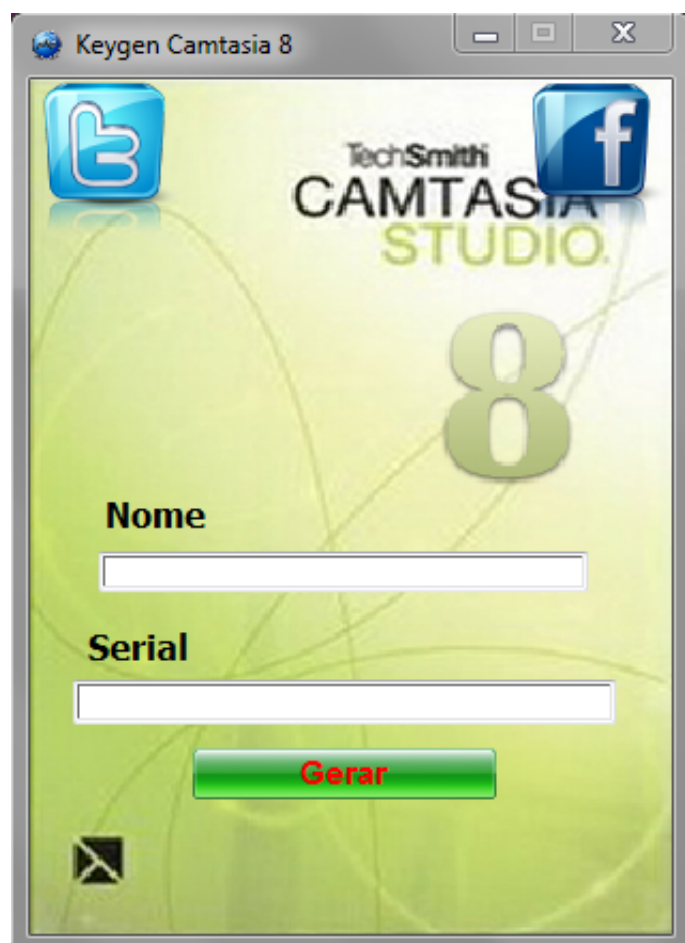 Keygen Camtasia 8
TechSmith
CAMTASIA
STUDIO.
8
Nome
Serial
Gerar